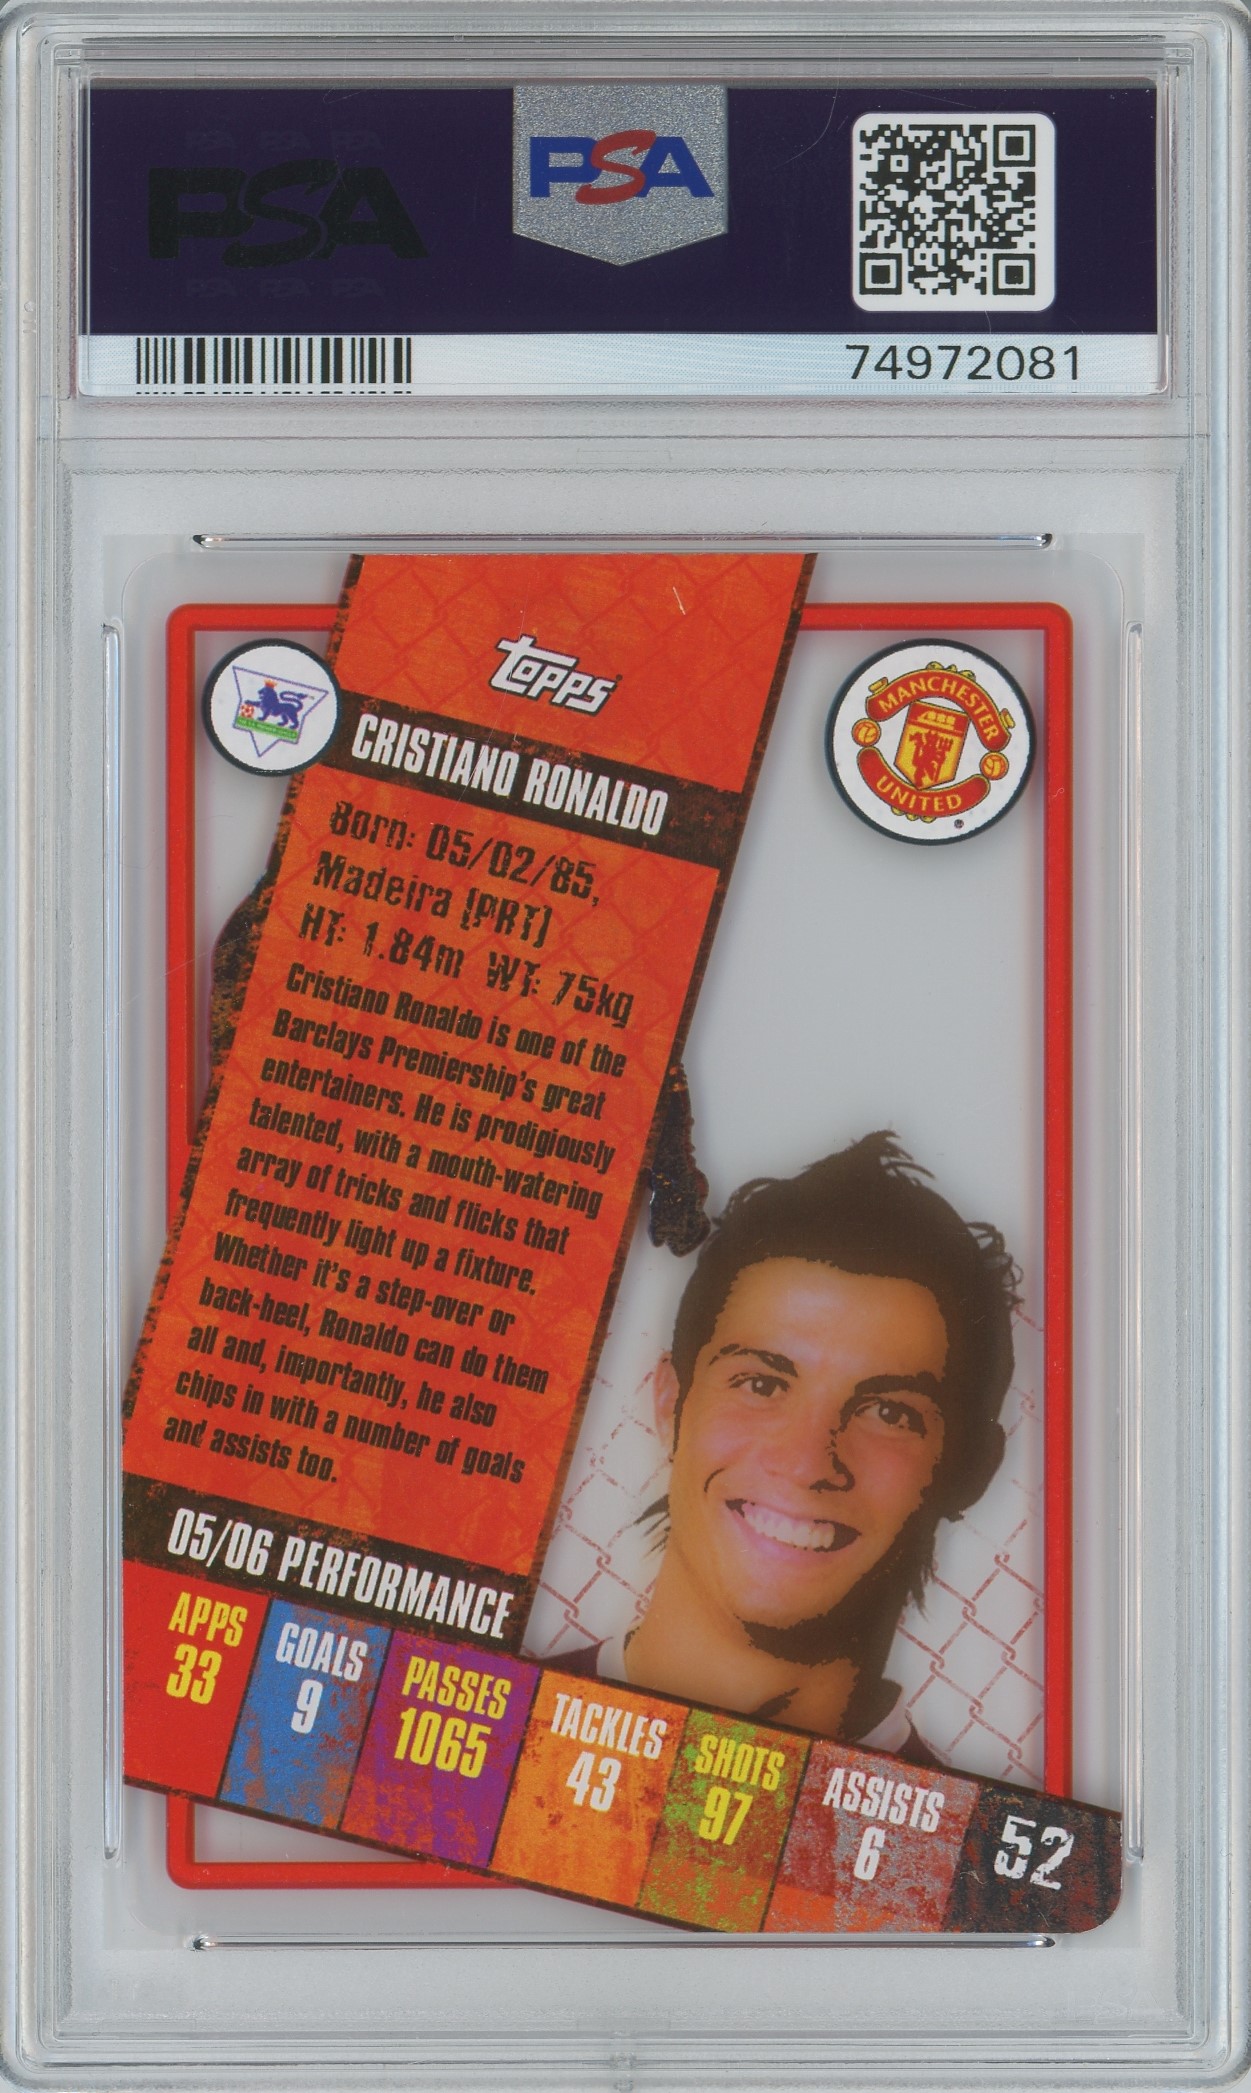 PSA
PSA
74972081
topps
CRISTIANO RONALDO
MANCHESTER
UNITED
Born: 05/02/85,
Madeira (PRT)
HT: 1.84m WT: 75kg
Cristiano Ronaldo is one of the
Barclays Premiership's great
entertainers. He is prodigiously
talented, with a mouth-watering
array of tricks and flicks that
frequently light up a fixture.
Whether it's a step-over or
back-heel, Ronaldo can do them
all and, importantly, he also
chips in with a number of goals
and assists too.
05/06 PERFORMANCE
APPS
33
GOALS
9
PASSES
1065
TACKLES
43
SHOTS
97
ASSISTS
6
52